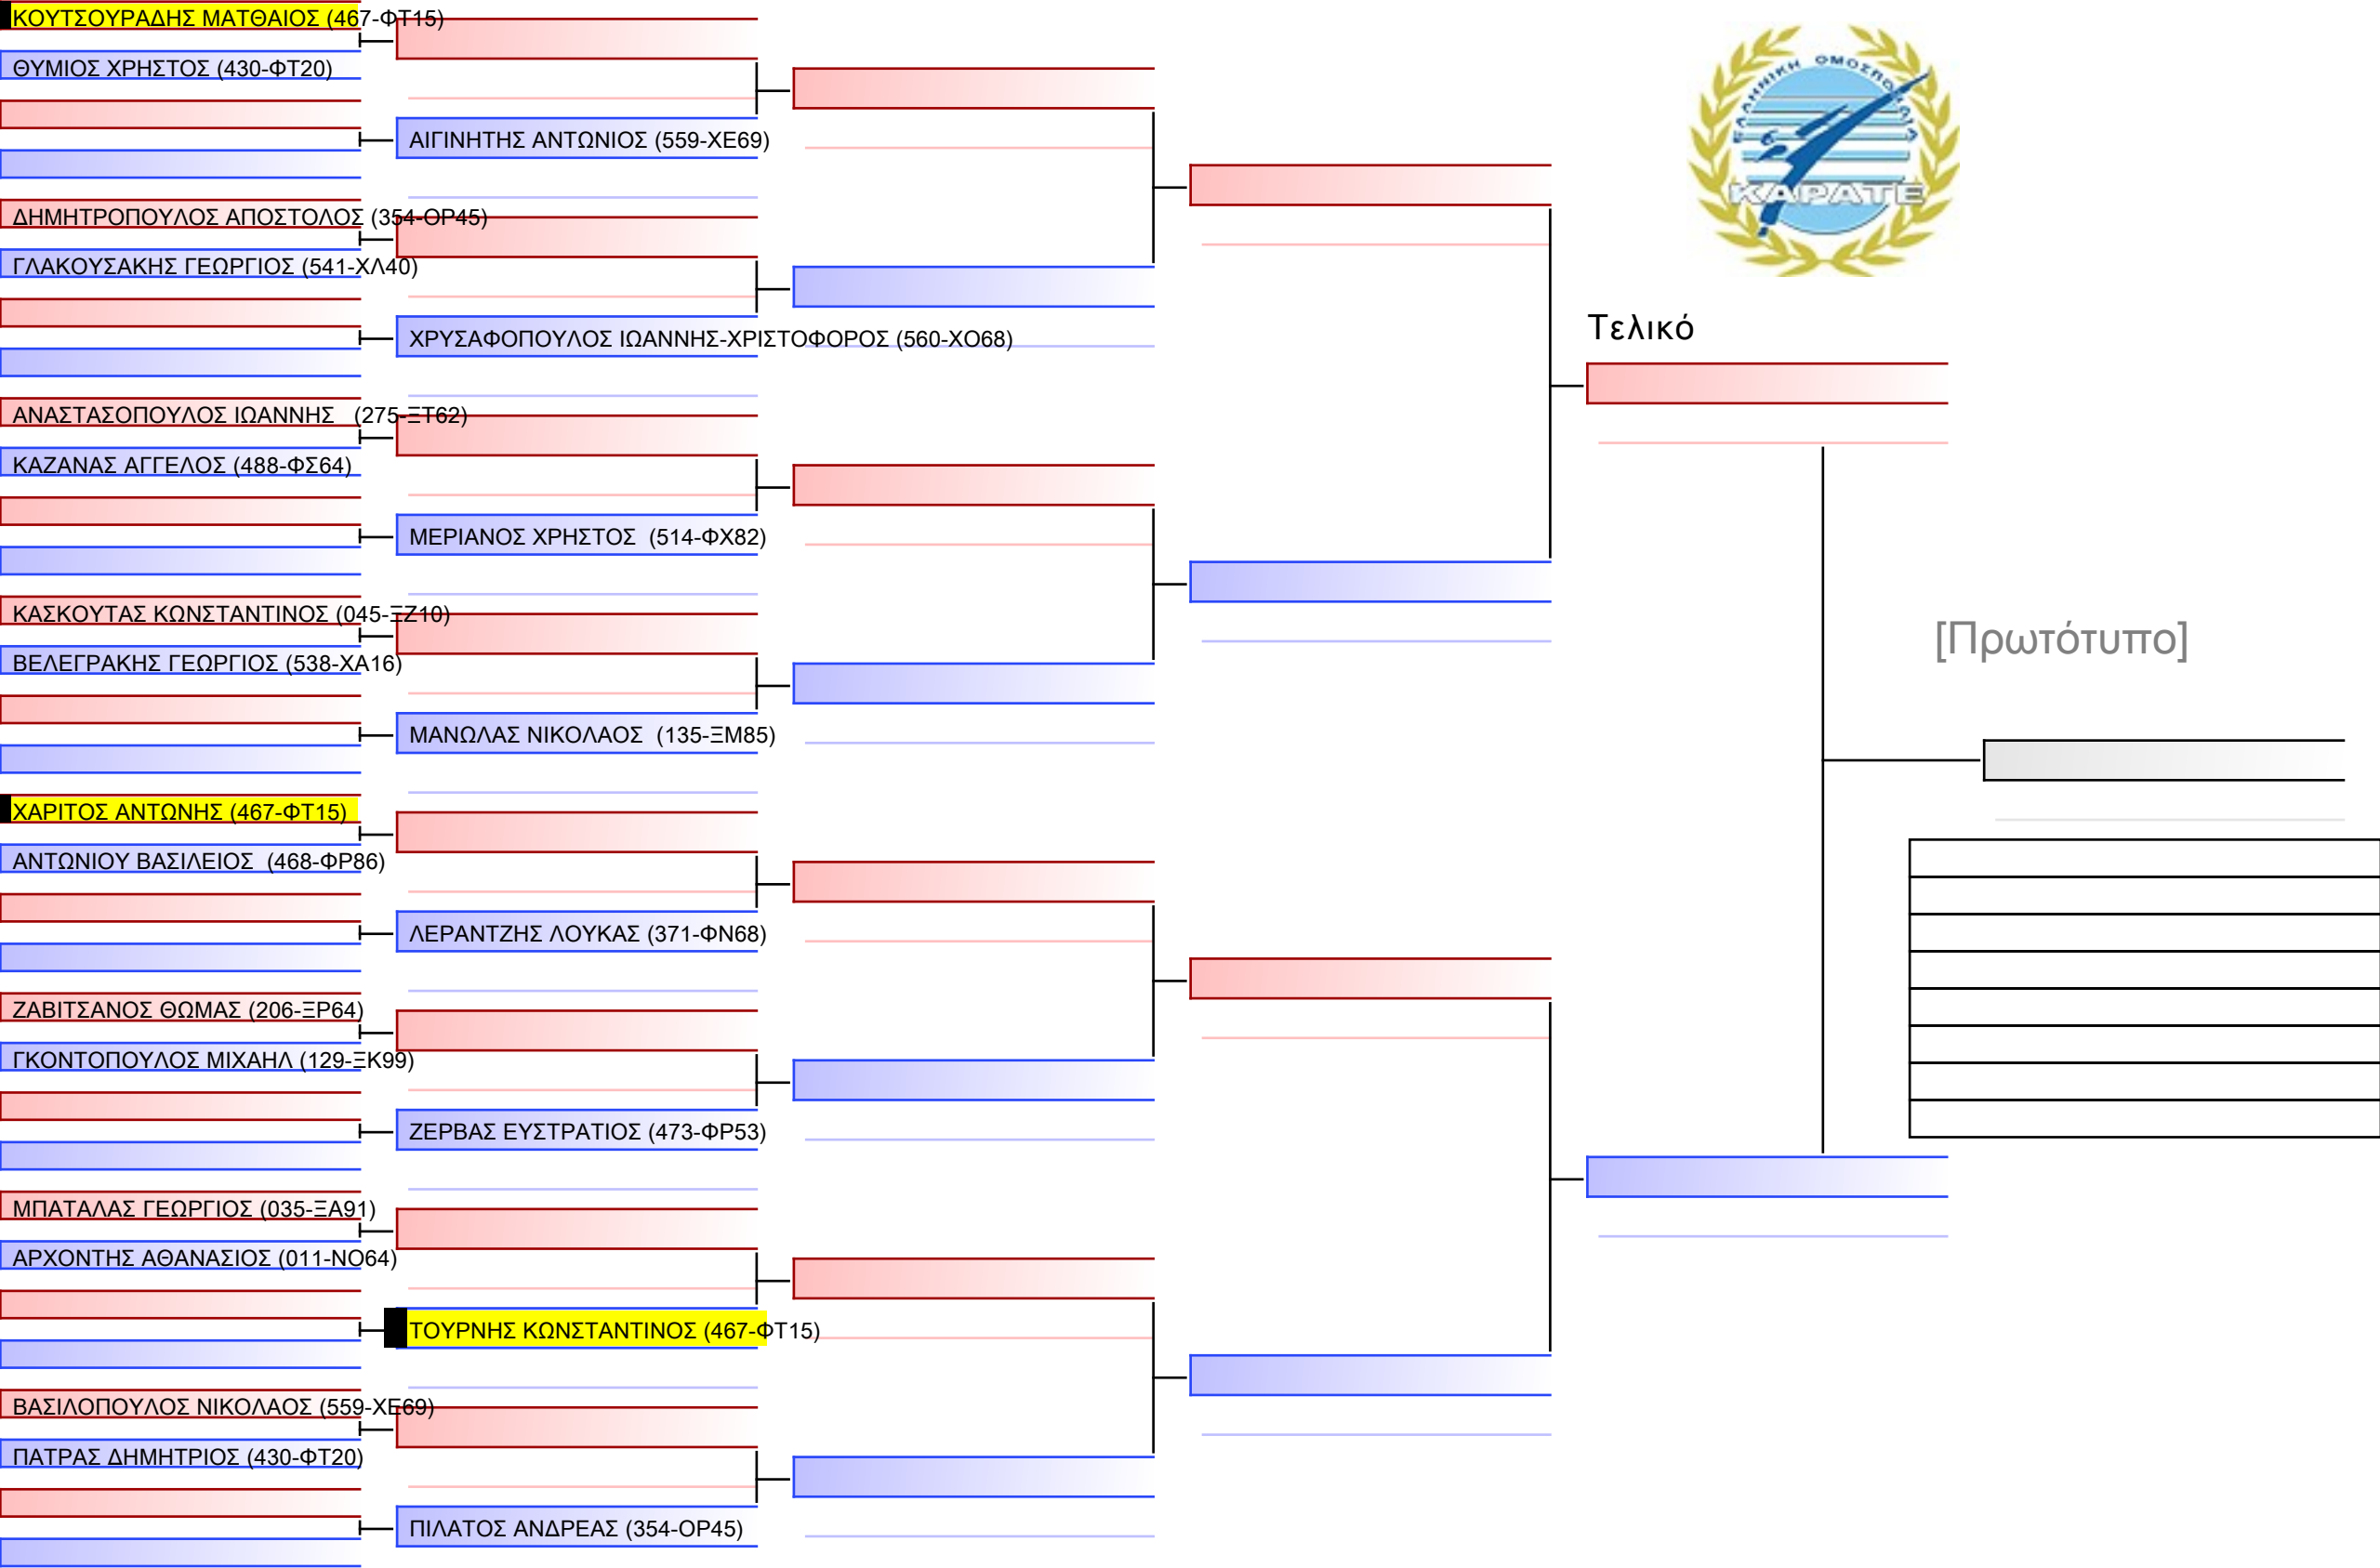 ΚΟΥΤΣΟΥΡΑΔΗΣ ΜΑΤΘΑΙΟΣ (467-ΦΤ15)
ΘΥΜΙΟΣ ΧΡΗΣΤΟΣ (430-ΦΤ20)
ΑΙΓΙΝΗΤΗΣ ΑΝΤΩΝΙΟΣ (559-ΧΕ69)
ΔΗΜΗΤΡΟΠΟΥΛΟΣ ΑΠΟΣΤΟΛΟΣ (354-ΟΡ45)
ΓΛΑΚΟΥΣΑΚΗΣ ΓΕΩΡΓΙΟΣ (541-ΧΛ40)
ΧΡΥΣΑΦΟΠΟΥΛΟΣ ΙΩΑΝΝΗΣ-ΧΡΙΣΤΟΦΟΡΟΣ (560-ΧΟ68)
ΑΝΑΣΤΑΣΟΠΟΥΛΟΣ ΙΩΑΝΝΗΣ (275-ΞΤ62)
ΚΑΖΑΝΑΣ ΑΓΓΕΛΟΣ (488-ΦΣ64)
ΜΕΡΙΑΝΟΣ ΧΡΗΣΤΟΣ (514-ΦΧ82)
ΚΑΣΚΟΥΤΑΣ ΚΩΝΣΤΑΝΤΙΝΟΣ (045-ΞΖ10)
ΒΕΛΕΓΡΑΚΗΣ ΓΕΩΡΓΙΟΣ (538-ΧΑ16)
ΜΑΝΩΛΑΣ ΝΙΚΟΛΑΟΣ (135-ΞΜ85)
ΧΑΡΙΤΟΣ ΑΝΤΩΝΗΣ (467-ΦΤ15)
ΑΝΤΩΝΙΟΥ ΒΑΣΙΛΕΙΟΣ (468-ΦΡ86)
ΛΕΡΑΝΤΖΗΣ ΛΟΥΚΑΣ (371-ΦΝ68)
ΖΑΒΙΤΣΑΝΟΣ ΘΩΜΑΣ (206-ΞΡ64)
ΓΚΟΝΤΟΠΟΥΛΟΣ ΜΙΧΑΗΛ (129-ΞΚ99)
ΖΕΡΒΑΣ ΕΥΣΤΡΑΤΙΟΣ (473-ΦΡ53)
ΜΠΑΤΑΛΑΣ ΓΕΩΡΓΙΟΣ (035-ΞΑ91)
ΑΡΧΟΝΤΗΣ ΑΘΑΝΑΣΙΟΣ (011-ΝΟ64)
ΤΟΥΡΝΗΣ ΚΩΝΣΤΑΝΤΙΝΟΣ (467-ΦΤ15)
ΒΑΣΙΛΟΠΟΥΛΟΣ ΝΙΚΟΛΑΟΣ (559-ΧΕ69)
ΠΑΤΡΑΣ ΔΗΜΗΤΡΙΟΣ (430-ΦΤ20)
ΠΙΛΑΤΟΣ ΑΝΔΡΕΑΣ (354-ΟΡ45)
ΕΛΛΗΝΙΚΗ ΟΜΟΣΠΟΝΔΙΑ
ΚΑΡΑΤΕ
Τελικό
[Πρωτότυπο]